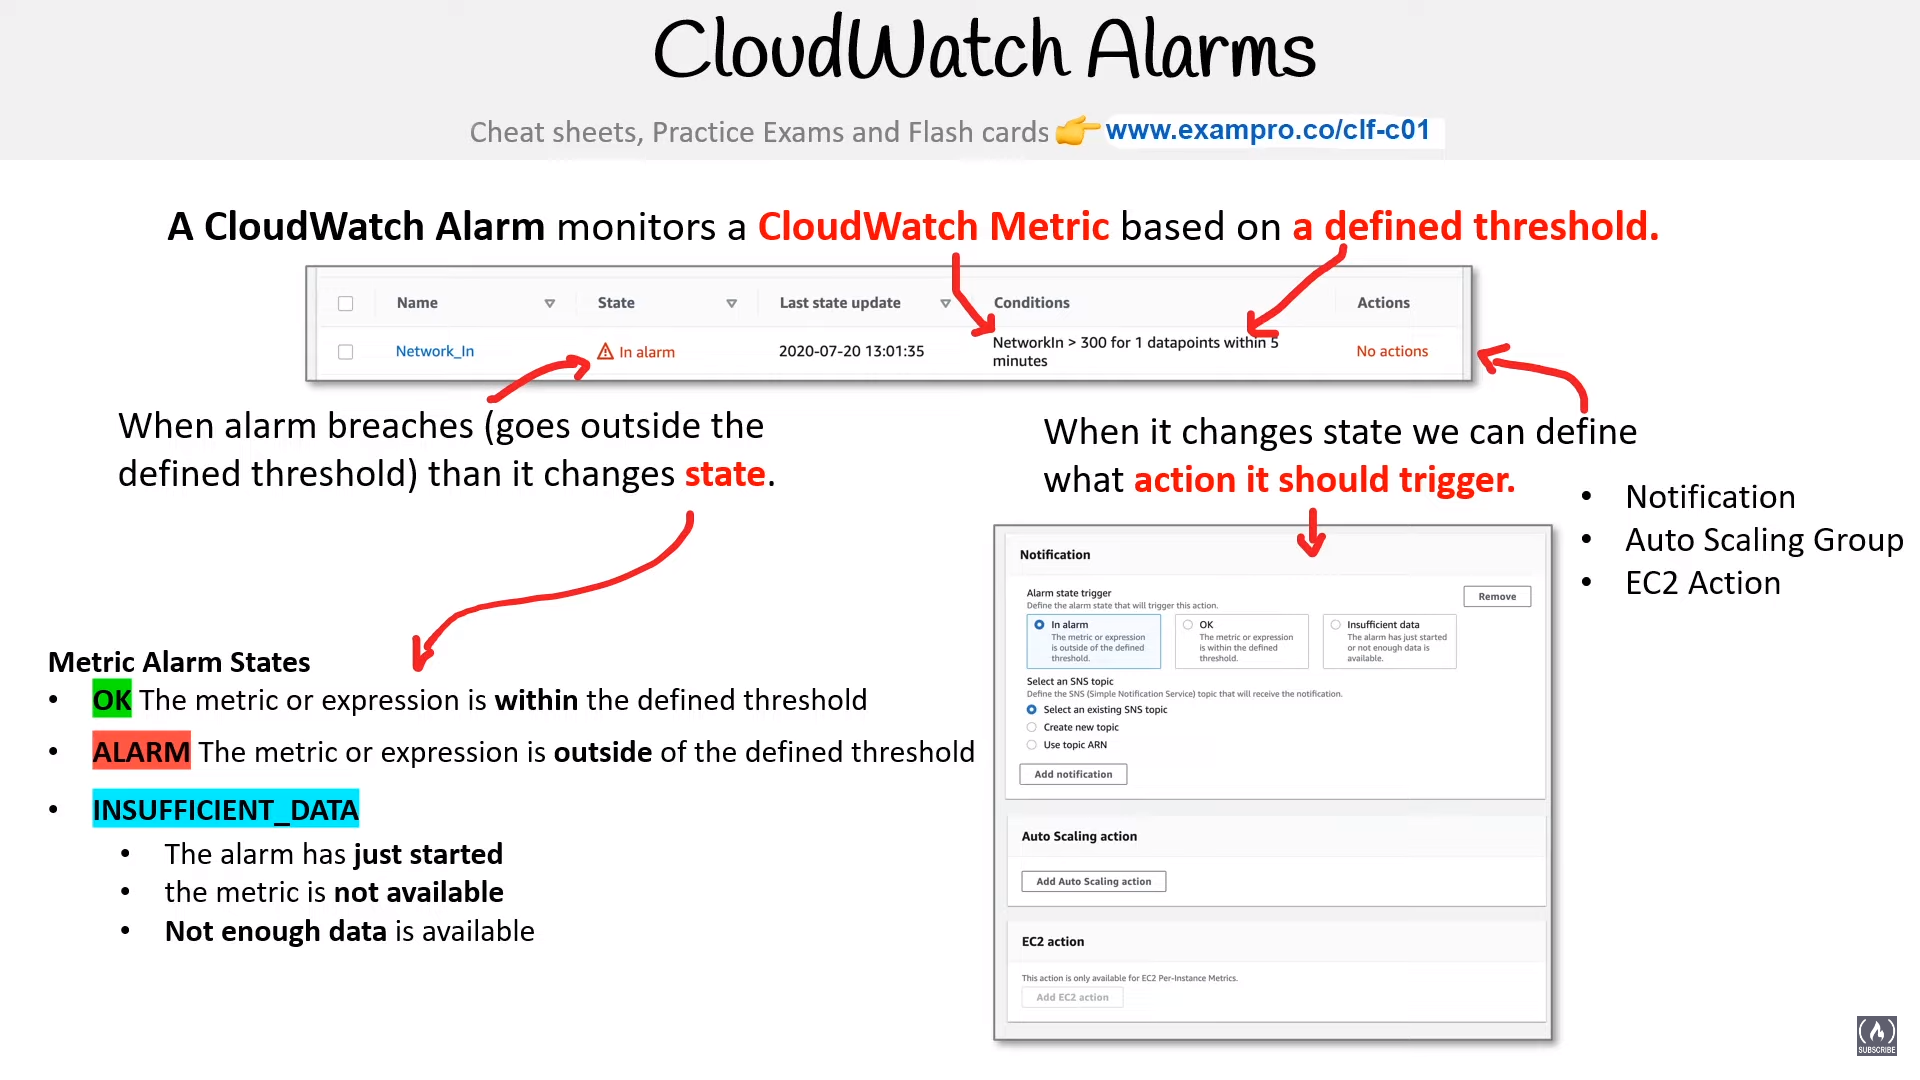 CloudWatch Alarms
Cheat sheets, Practice Exams and Flash cards 👉 www.exampro.co/clf-c01
A CloudWatch Alarm monitors a CloudWatch Metric based on a defined threshold.
Name State Last state update Conditions Actions
Network_In In alarm 2020-07-20 13:01:35 NetworkIn > 300 for 1 datapoints within 5
minutes
No actions
When alarm breaches (goes outside the
defined threshold) than it changes state.
When it changes state we can define
what action it should trigger.
• Notification
• Auto Scaling Group
• EC2 Action
Metric Alarm States
• OK The metric or expression is within the defined threshold
• ALARM The metric or expression is outside of the defined threshold
• INSUFFICIENT_DATA
• The alarm has just started
• the metric is not available
• Not enough data is available
Notification
Alarm state trigger
Define the alarm state that will trigger this action.
Remove
In alarm
The metric or expression
is outside of the defined
threshold.
OK
The metric or expression
is within the defined
threshold.
Insufficient data
The alarm has just started
or not enough data is
available.
Select an SNS topic
Define the SNS (Simple Notification Service) topic that will receive the notification.
Select an existing SNS topic
Create new topic
Use topic ARN
Add notification
Auto Scaling action
Add Auto Scaling action
EC2 action
This action is only available for EC2 Per-Instance Metrics.
Add EC2 action
SUBSCRIBE